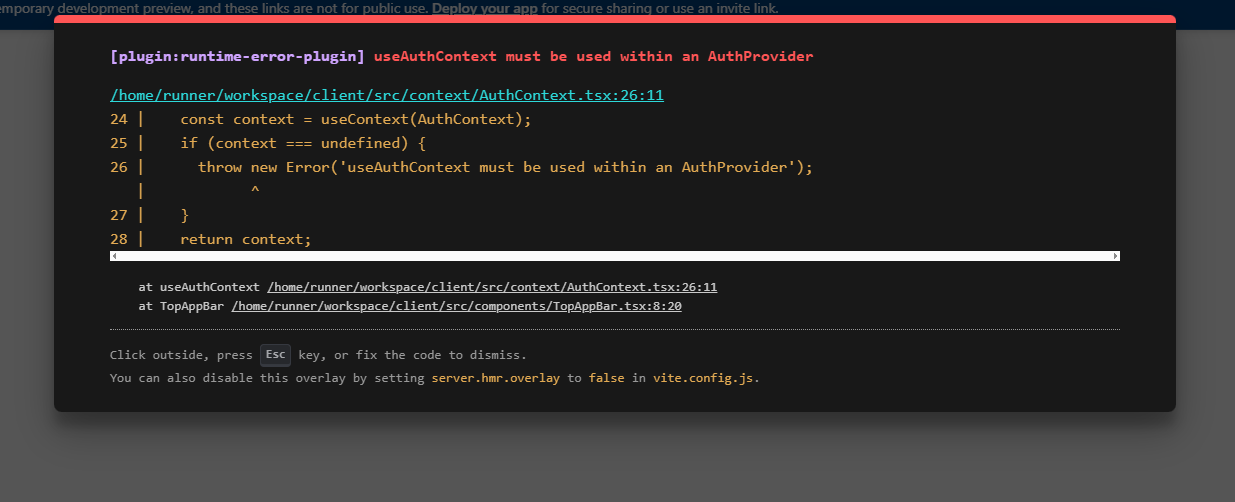 temporary development preview, and these links are not for public use. Deploy your app for secure sharing or use an invite link.
[plugin:runtime-error-plugin] useAuthContext must be used within an AuthProvider
/home/runner/workspace/client/src/context/AuthContext.tsx:26:11
24 |    const context = useContext(AuthContext);
25 |    if (context === undefined) {
26 |      throw new Error('useAuthContext must be used within an AuthProvider');
   |            ^
27 |    }
28 |    return context;
at useAuthContext /home/runner/workspace/client/src/context/AuthContext.tsx:26:11
at TopAppBar /home/runner/workspace/client/src/components/TopAppBar.tsx:8:20
Click outside, press Esc key, or fix the code to dismiss.
You can also disable this overlay by setting server.hmr.overlay to false in vite.config.js.